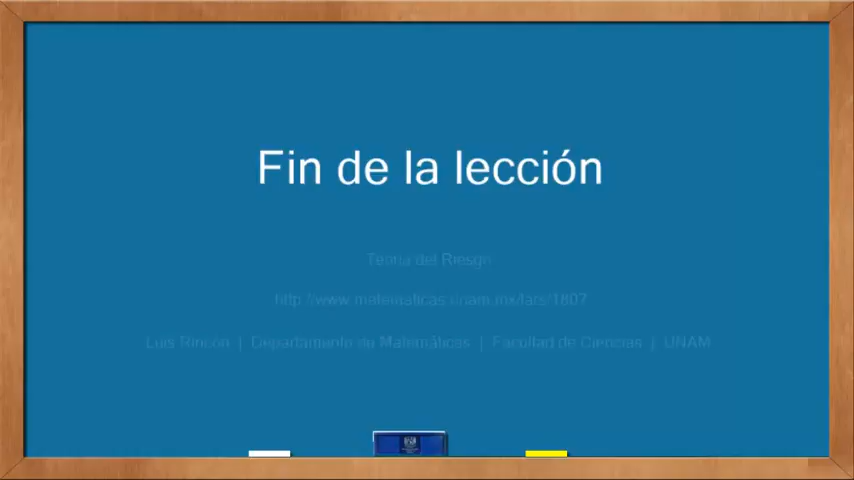 Fin de la lección
Teoría del Riesgo
http://www.matematicas.unam.mx/lars/1807
Luis Rincón | Departamento de Matemáticas | Facultad de Ciencias | UNAM